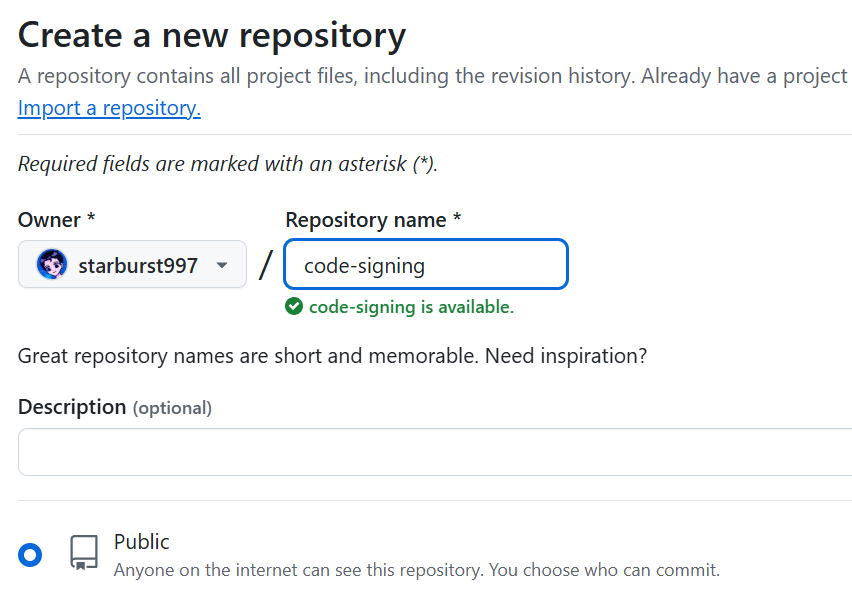 Create a new repository
A repository contains all project files, including the revision history. Already have a project
Import a repository.
Required fields are marked with an asterisk (*).
Owner *
Repository name *
starburst997
/
code-signing
code-signing is available.
Great repository names are short and memorable. Need inspiration?
Description (optional)
Public
Anyone on the internet can see this repository. You choose who can commit.